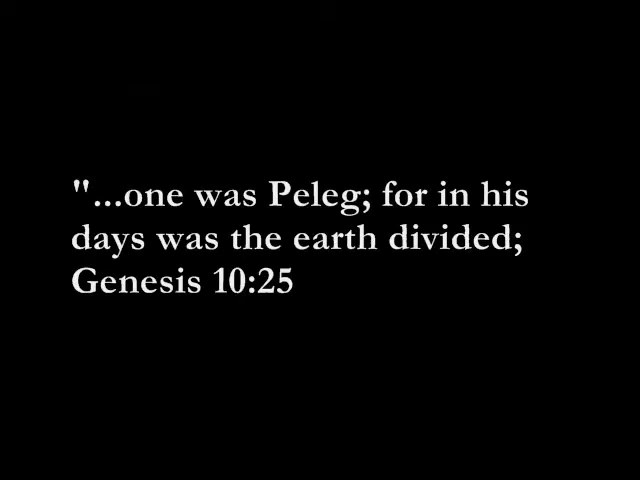 "...one was Peleg; for in his
days was the earth divided;
Genesis 10:25